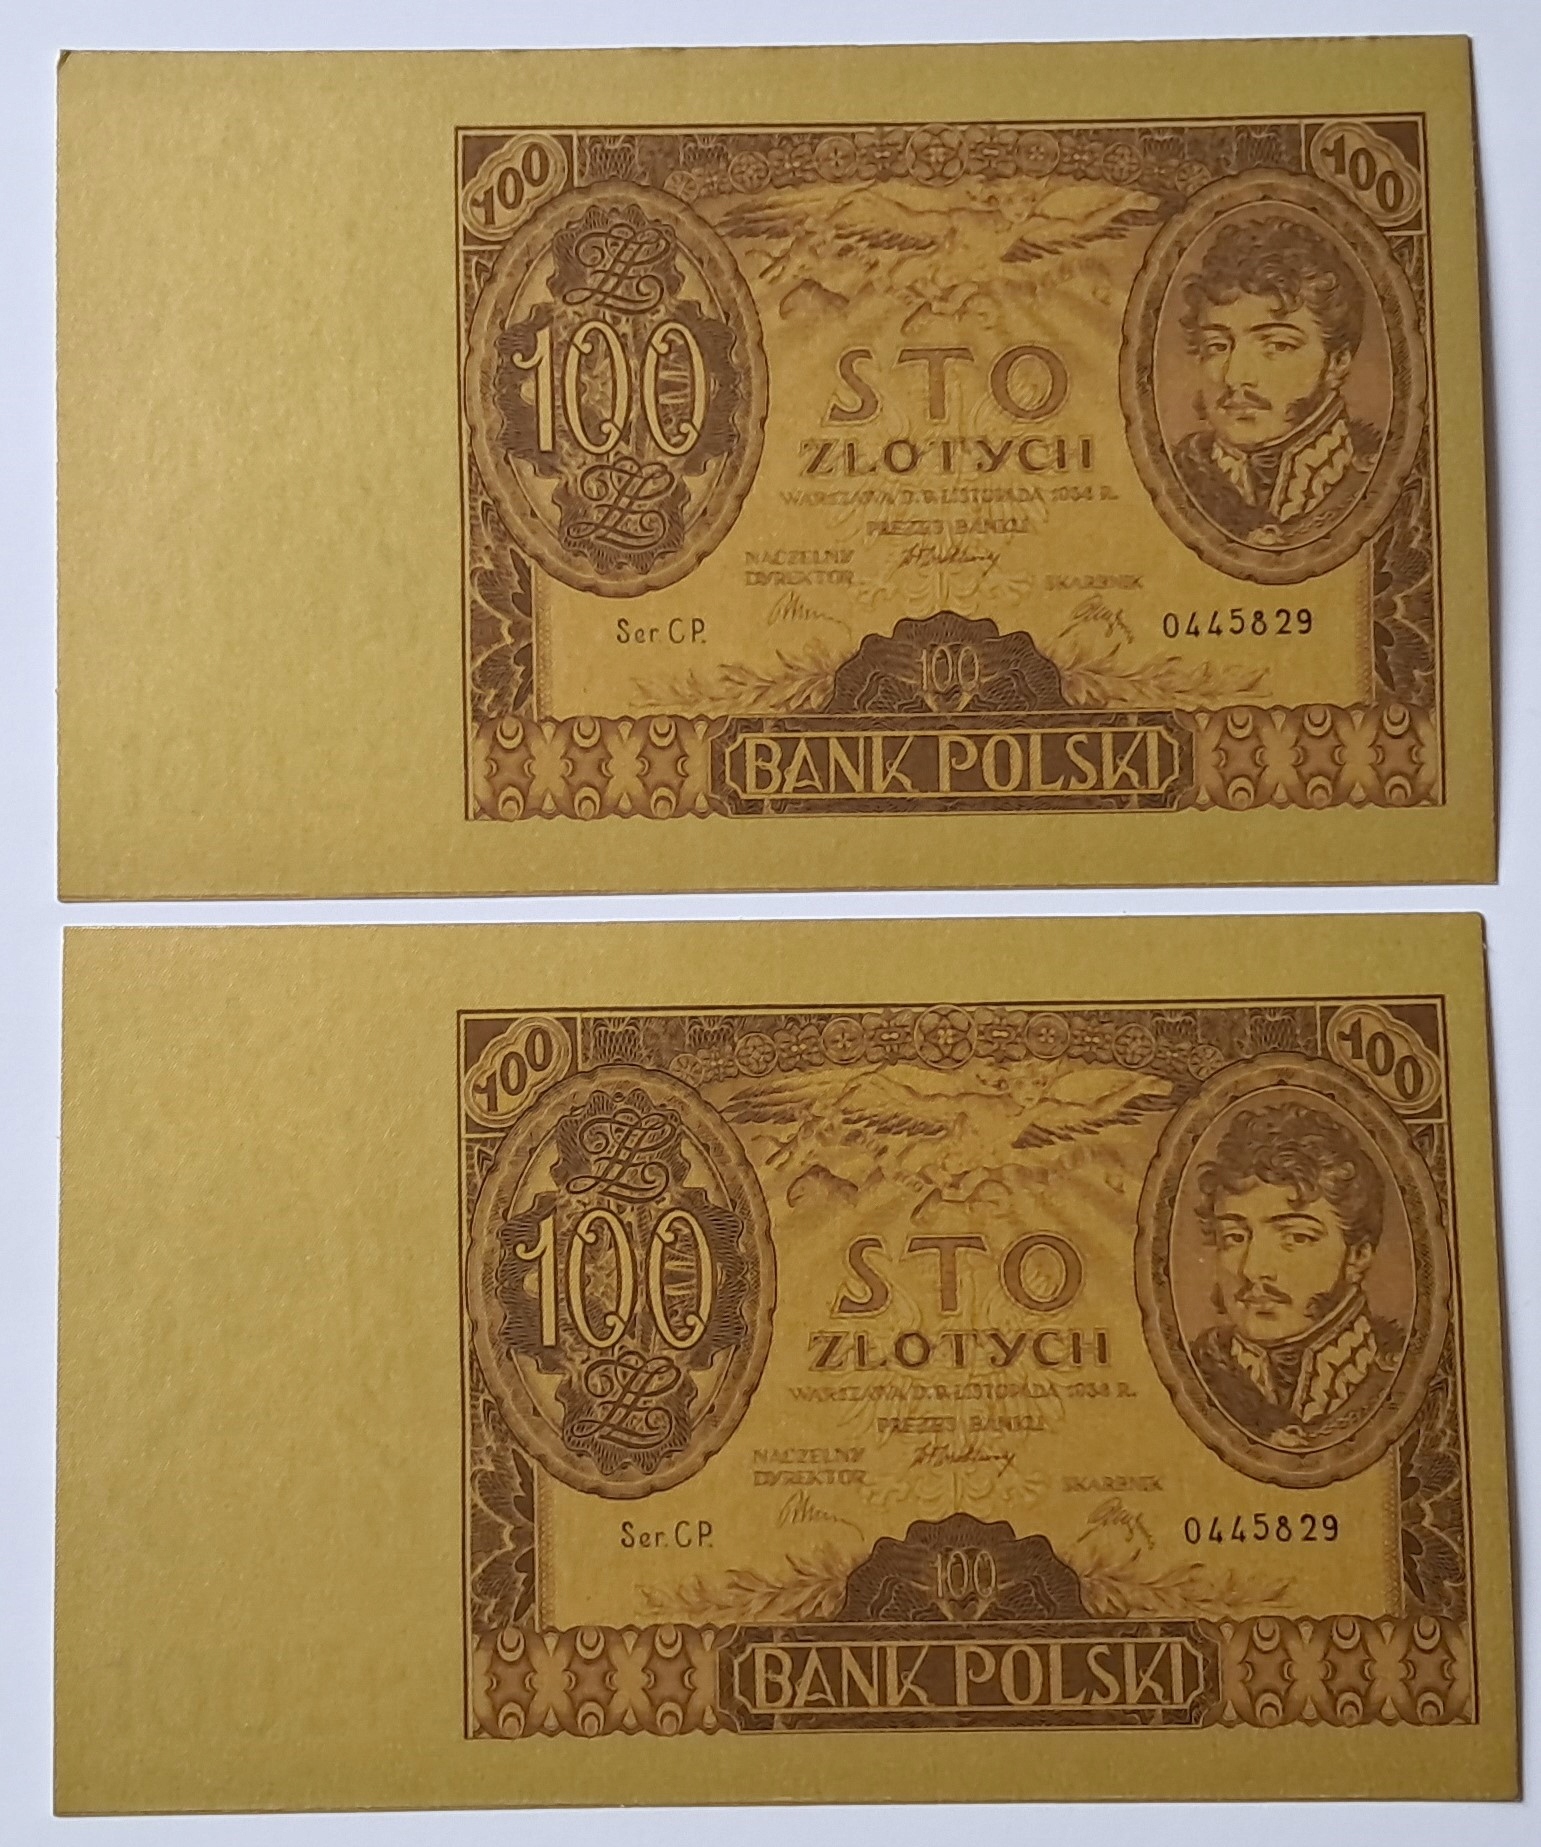 100
100
100
STO
ZŁOTYCH
WARSZAWA D. 9. LISTOPADA 1934 R.
PREZES BANKU
NACZELNY
DYREKTOR
SKARBNIK
Ser. C.P.
0445829
100
BANK POLSKI
100
100
100
STO
ZŁOTYCH
WARSZAWA D. 9. LISTOPADA 1934 R.
PREZES BANKU
NACZELNY
DYREKTOR
SKARBNIK
Ser. C.P.
0445829
100
BANK POLSKI